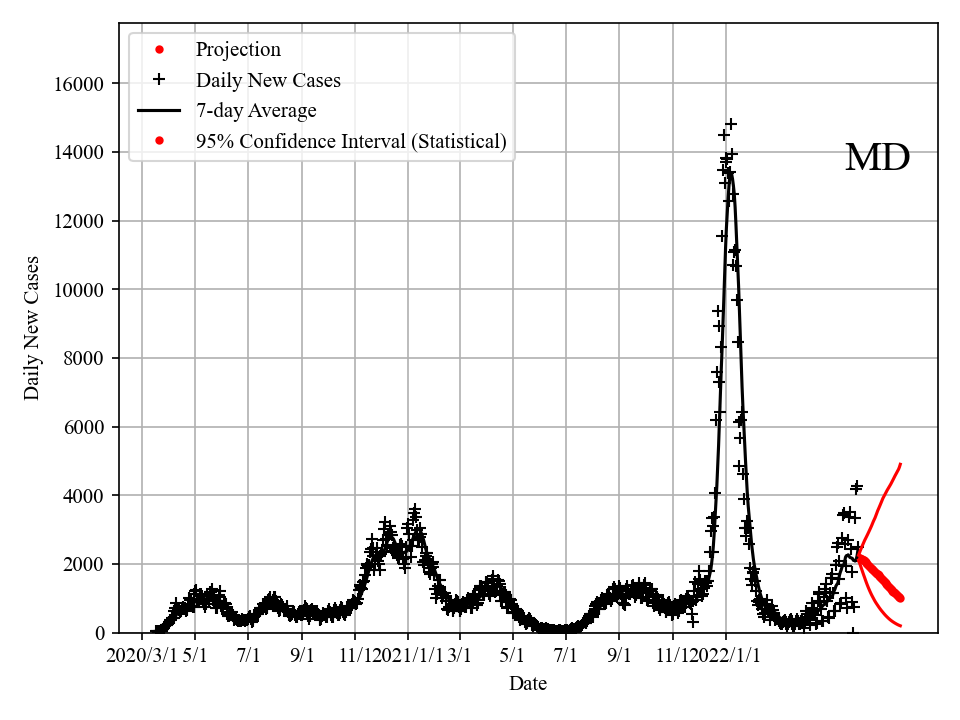 Projection
Daily New Cases
7-day Average
95% Confidence Interval (Statistical)
MD
Daily New Cases
16000
14000
12000
10000
8000
6000
4000
2000
0
2020/3/1 5/1 7/1 9/1 11/1 2021/1/1 3/1 5/1 7/1 9/1 11/1 2022/1/1
Date